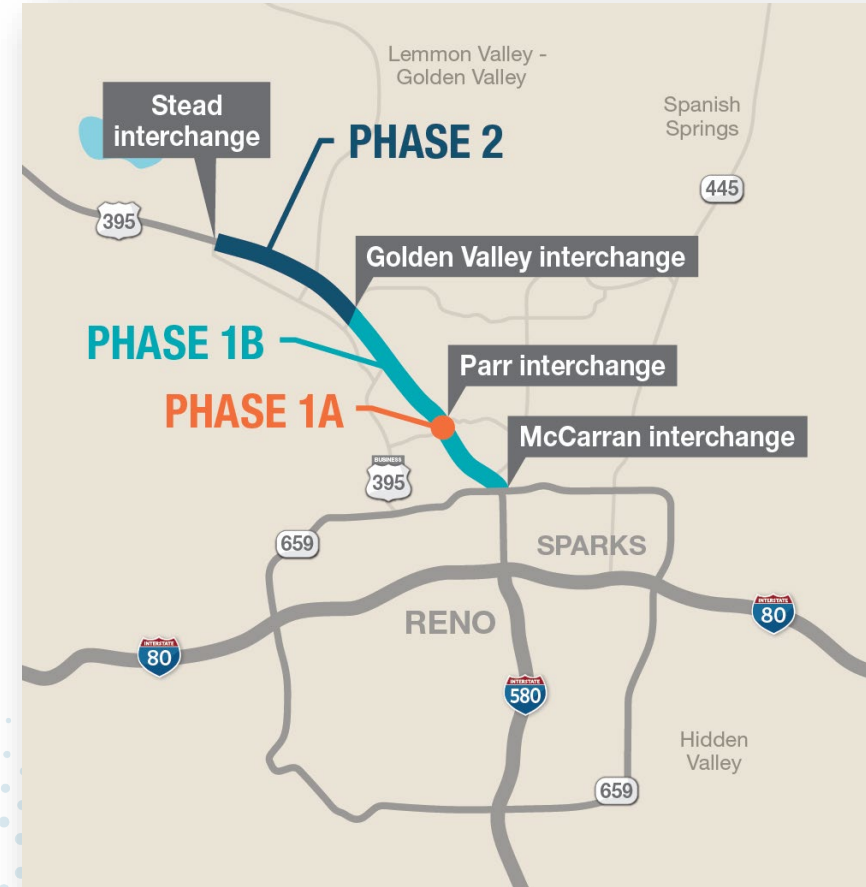 Lemmon Valley -
Golden Valley
Stead
interchange
Spanish
Springs
PHASE 2
445
395
Golden Valley interchange
PHASE 1B
Parr interchange
PHASE 1A
McCarran interchange
BUSINESS
395
659
SPARKS
INTERSTATE
80
RENO
INTERSTATE
80
INTERSTATE
580
Hidden
Valley
659